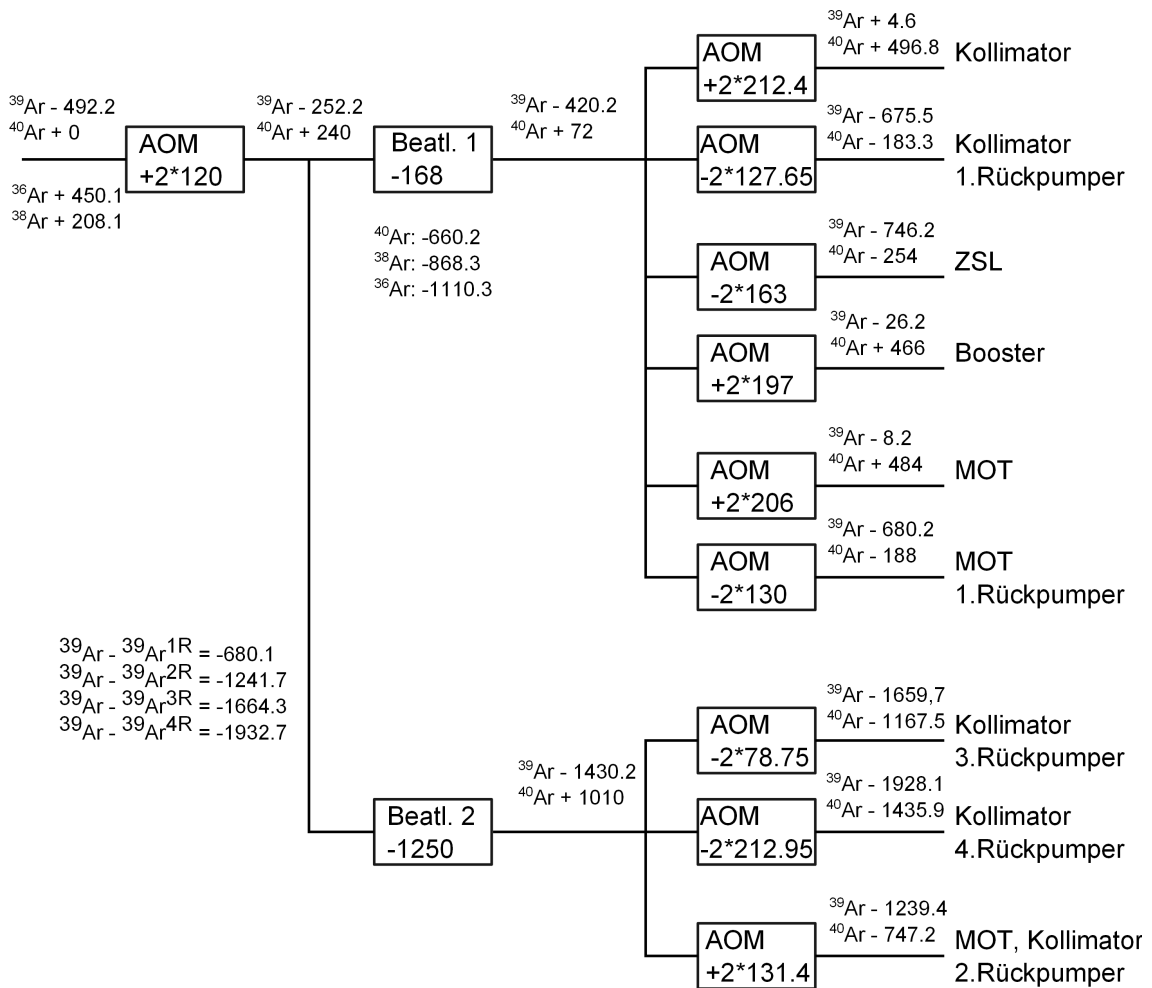 ³⁹Ar - 492.2
⁴⁰Ar + 0
AOM
+2*120
³⁶Ar + 450.1
³⁸Ar + 208.1
³⁹Ar - 252.2
⁴⁰Ar + 240
Beatl. 1
-168
⁴⁰Ar: -660.2
³⁸Ar: -868.3
³⁶Ar: -1110.3
³⁹Ar - 420.2
⁴⁰Ar + 72
AOM
+2*212.4
³⁹Ar + 4.6
⁴⁰Ar + 496.8
Kollimator
AOM
-2*127.65
³⁹Ar - 675.5
⁴⁰Ar - 183.3
Kollimator
1.Rückpumper
AOM
-2*163
³⁹Ar - 746.2
⁴⁰Ar - 254
ZSL
AOM
+2*197
³⁹Ar - 26.2
⁴⁰Ar + 466
Booster
AOM
+2*206
³⁹Ar - 8.2
⁴⁰Ar + 484
MOT
AOM
-2*130
³⁹Ar - 680.2
⁴⁰Ar - 188
MOT
1.Rückpumper
³⁹Ar - ³⁹Ar¹ᴿ = -680.1
³⁹Ar - ³⁹Ar²ᴿ = -1241.7
³⁹Ar - ³⁹Ar³ᴿ = -1664.3
³⁹Ar - ³⁹Ar⁴ᴿ = -1932.7
Beatl. 2
-1250
³⁹Ar - 1430.2
⁴⁰Ar + 1010
AOM
-2*78.75
³⁹Ar - 1659,7
⁴⁰Ar - 1167.5
Kollimator
3.Rückpumper
AOM
-2*212.95
³⁹Ar - 1928.1
⁴⁰Ar - 1435.9
Kollimator
4.Rückpumper
AOM
+2*131.4
³⁹Ar - 1239.4
⁴⁰Ar - 747.2
MOT, Kollimator
2.Rückpumper